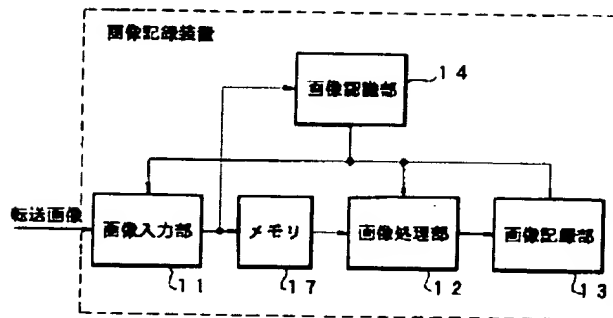 画像記録装置
画像認識部
14
転送画像
画像入力部
メモリ
画像処理部
画像記録部
11
17
12
13